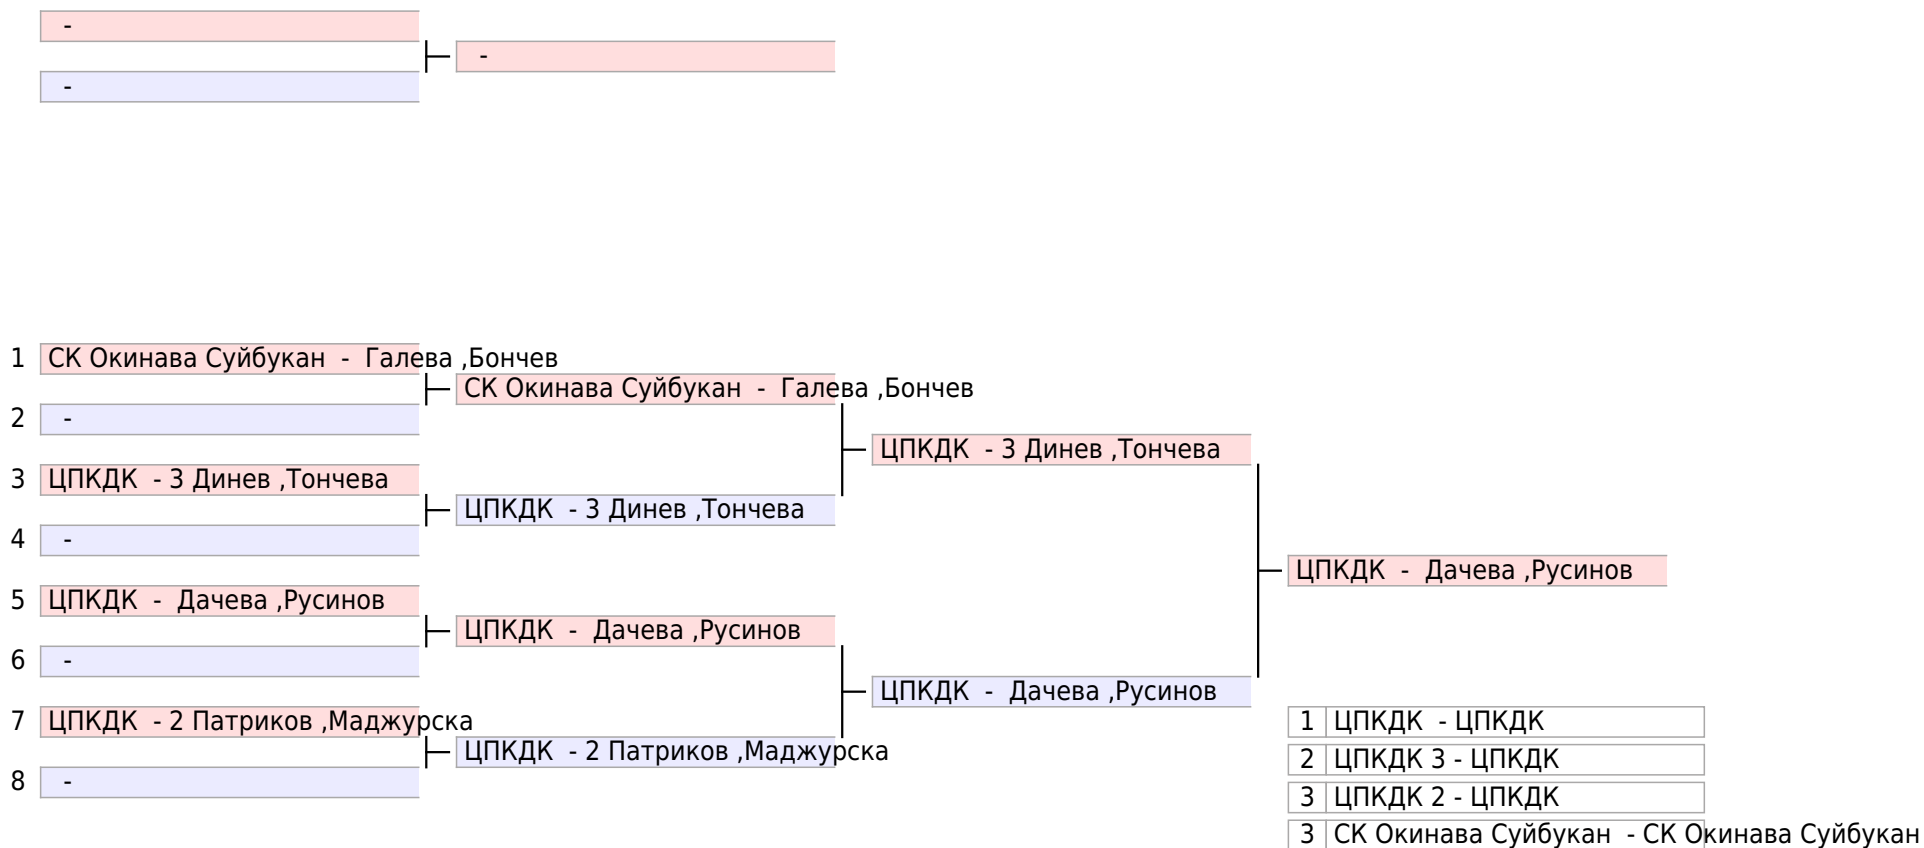 -
-
-
1 СК Окинава Суйбукан - Галева ,Бончев
СК Окинава Суйбукан - Галева ,Бончев
2 -
ЦПКДК - 3 Динев ,Тончева
3 ЦПКДК - 3 Динев ,Тончева
ЦПКДК - 3 Динев ,Тончева
4 -
ЦПКДК - Дачева ,Русинов
5 ЦПКДК - Дачева ,Русинов
ЦПКДК - Дачева ,Русинов
6 -
ЦПКДК - Дачева ,Русинов
7 ЦПКДК - 2 Патриков ,Маджурска
1 ЦПКДК - ЦПКДК
ЦПКДК - 2 Патриков ,Маджурска
2 ЦПКДК 3 - ЦПКДК
8 -
3 ЦПКДК 2 - ЦПКДК
3 СК Окинава Суйбукан - СК Окинава Суйбукан